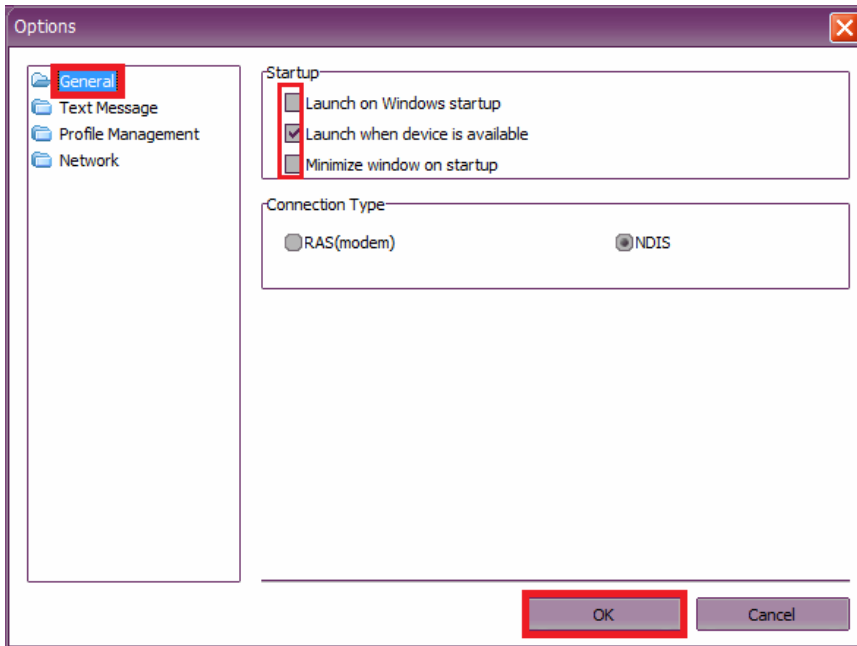 Options
General
Text Message
Profile Management
Network
Startup
Launch on Windows startup
Launch when device is available
Minimize window on startup
Connection Type
RAS(modem) NDIS
OK Cancel